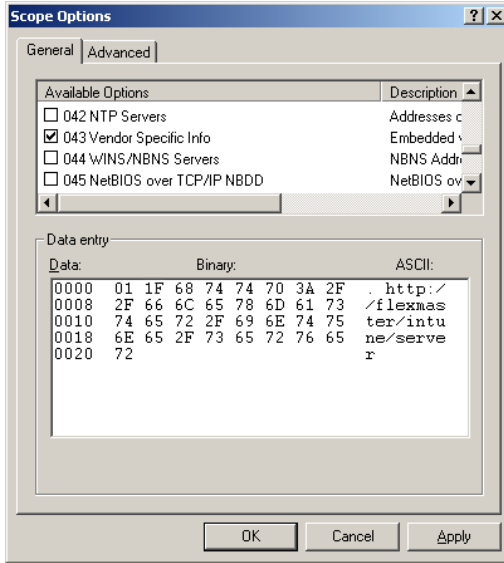 Scope Options
General Advanced
Available Options Description
042 NTP Servers Addresses c
043 Vendor Specific Info Embedded v
044 WINS/NBNS Servers NBNS Addr
045 NetBIOS over TCP/IP NBDD NetBIOS ov
Data entry
Data: Binary: ASCII:
0000 01 1F 68 74 74 70 3A 2F . http:/
0008 2F 66 6C 65 78 6D 61 73 /flexmas
0010 74 65 72 2F 69 6E 74 75 ter/intu
0018 6E 65 2F 73 65 72 76 65 ne/serve
0020 72 r
OK Cancel Apply